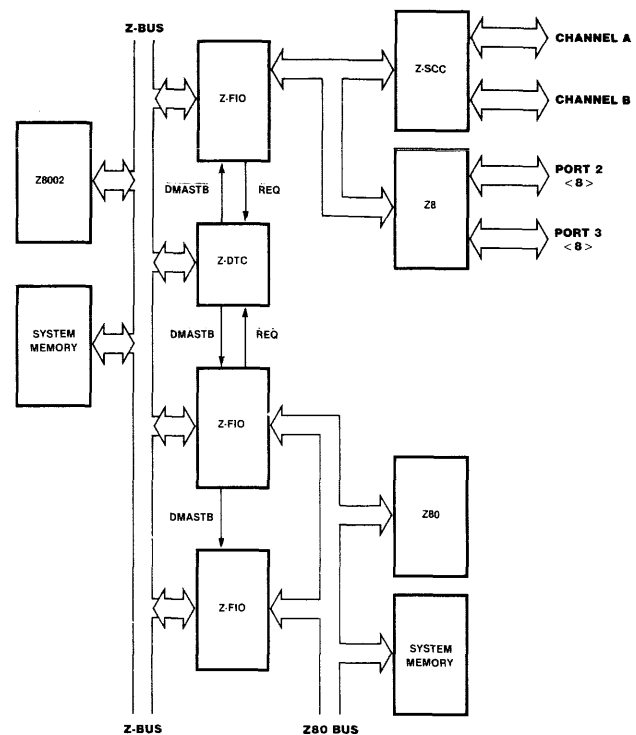 Z-BUS
Z-FIO
Z-SCC
CHANNEL A
CHANNEL B
Z8002
DMASTB
REQ
Z8
PORT 2
<8>
PORT 3
<8>
Z-DTC
SYSTEM
MEMORY
DMASTB
REQ
Z-FIO
Z80
DMASTB
Z-FIO
SYSTEM
MEMORY
Z-BUS
Z80 BUS